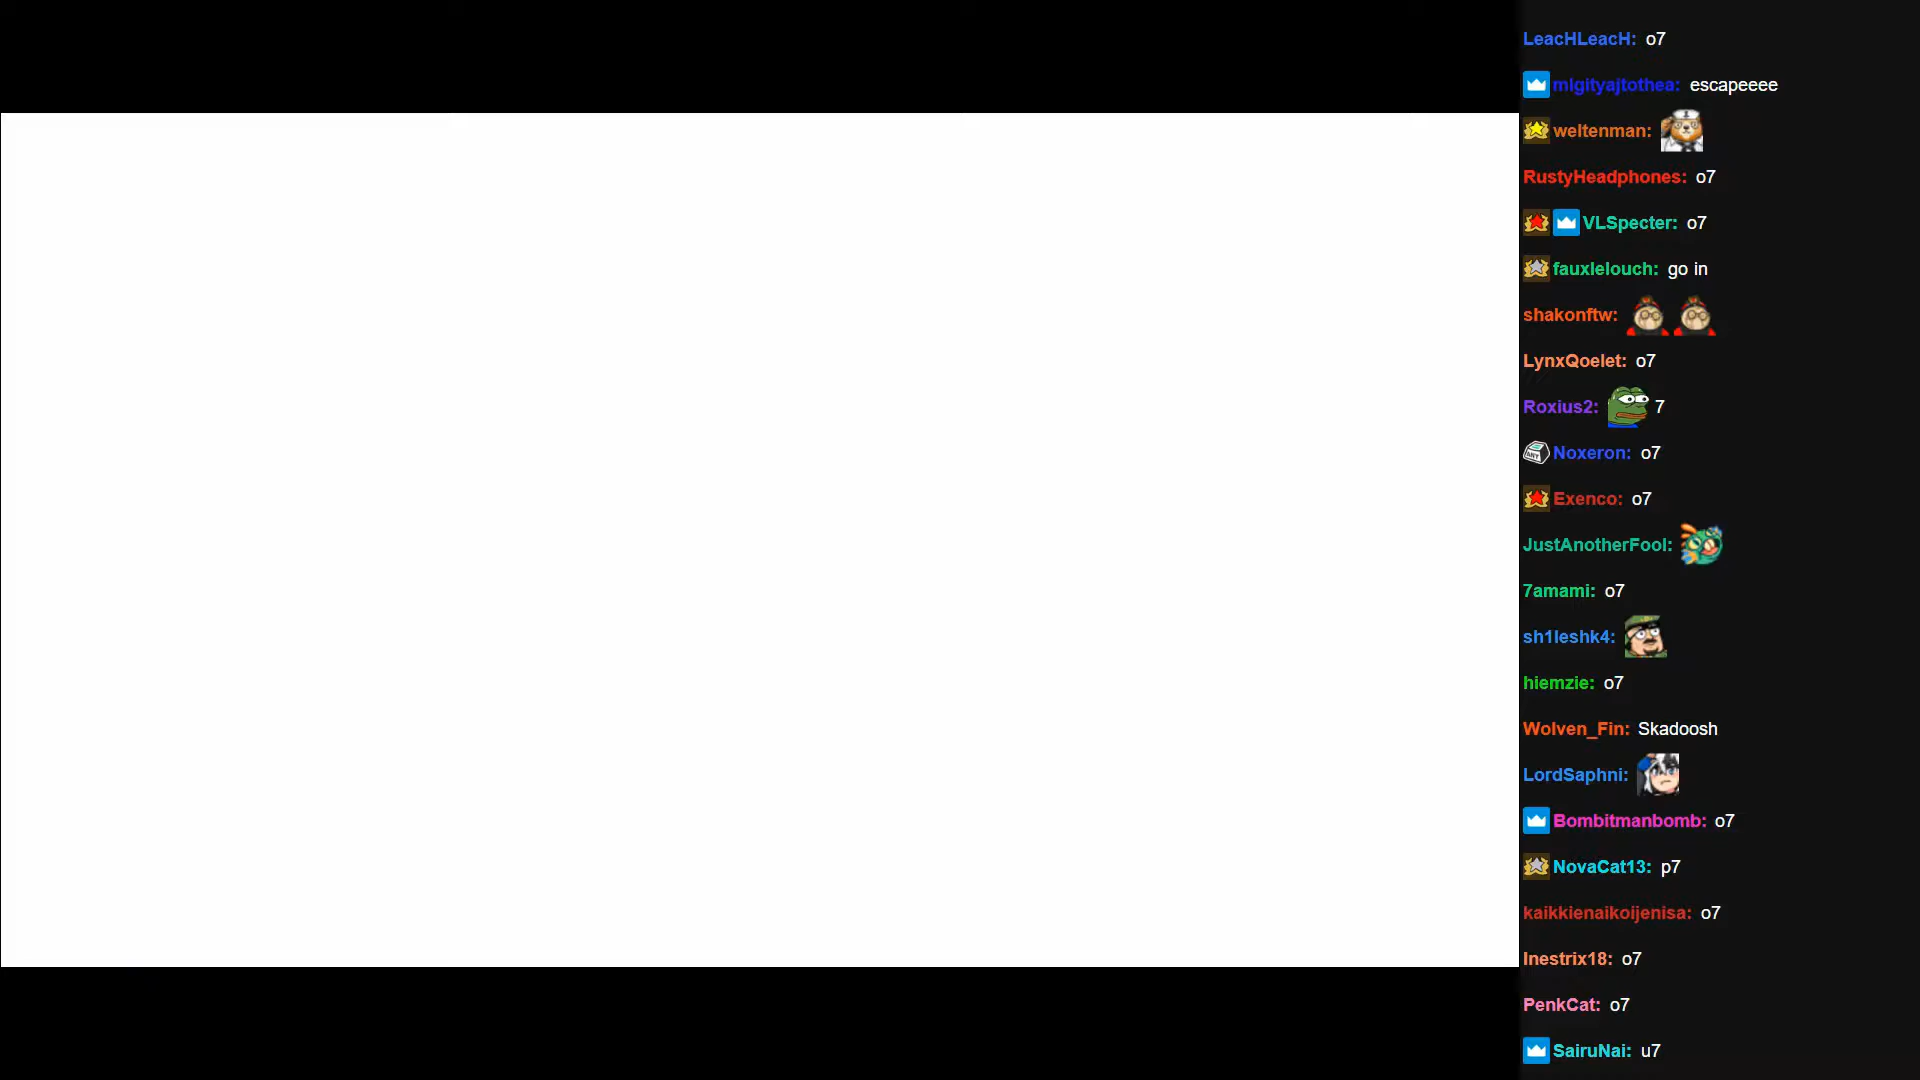 LeacHLeacH: o7
mlgityajtothea: escapeeee
weltenman:
RustyHeadphones: o7
VLSpecter: o7
fauxlelouch: go in
shakonftw:
LynxQoelet: o7
Roxius2: 7
Noxeron: o7
Exenco: o7
JustAnotherFool:
7amami: o7
sh1leshk4:
hiemzie: o7
Wolven_Fin: Skadoosh
LordSaphni:
Bombitmanbomb: o7
NovaCat13: p7
kaikkienaikoijenisa: o7
Inestrix18: o7
PenkCat: o7
SairuNai: u7